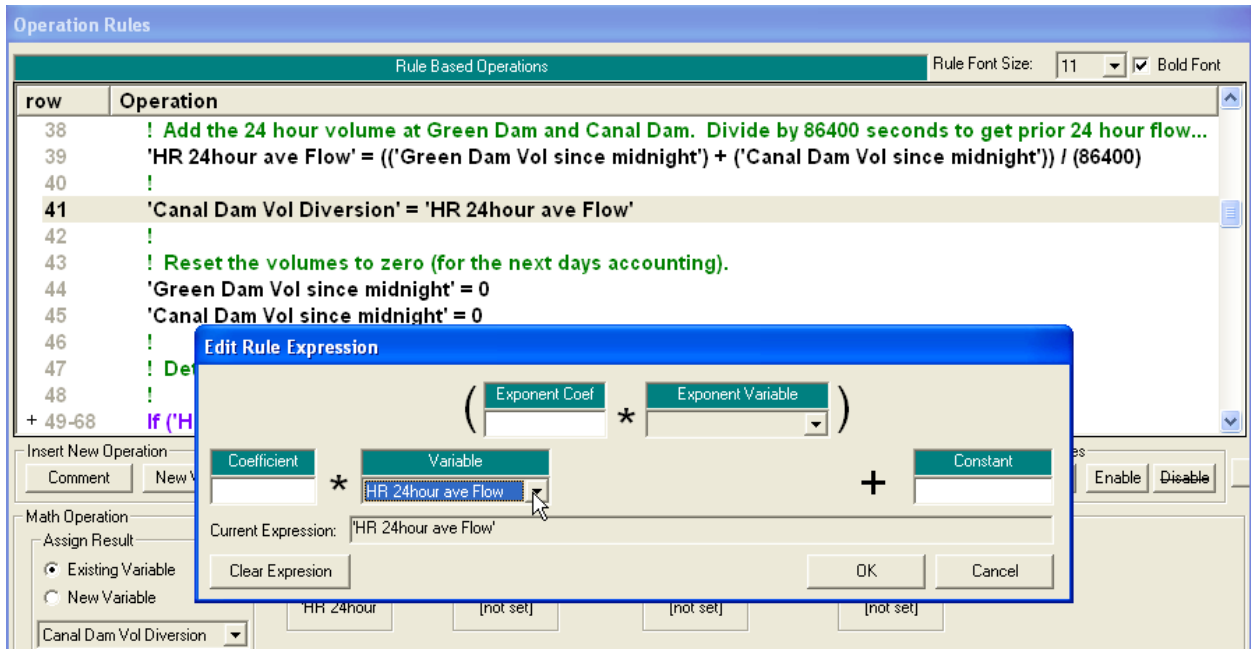 Operation Rules
Rule Based Operations Rule Font Size: 11 Bold Font
row Operation
38 ! Add the 24 hour volume at Green Dam and Canal Dam. Divide by 86400 seconds to get prior 24 hour flow...
39 'HR 24hour ave Flow' = (('Green Dam Vol since midnight') + ('Canal Dam Vol since midnight')) / (86400)
40 !
41 'Canal Dam Vol Diversion' = 'HR 24hour ave Flow'
42 !
43 ! Reset the volumes to zero (for the next days accounting).
44 'Green Dam Vol since midnight' = 0
45 'Canal Dam Vol since midnight' = 0
46 !
47 ! Det
48 !
+ 49-68 If ('H
Edit Rule Expression
( Exponent Coef * Exponent Variable )
Coefficient * Variable + Constant
HR 24hour ave Flow
Current Expression: 'HR 24hour ave Flow'
Clear Expresion OK Cancel
Insert New Operation es
Comment New V Enable Disable
Math Operation
Assign Result
Existing Variable
New Variable
'HR 24hour [not set] [not set] [not set]
Canal Dam Vol Diversion